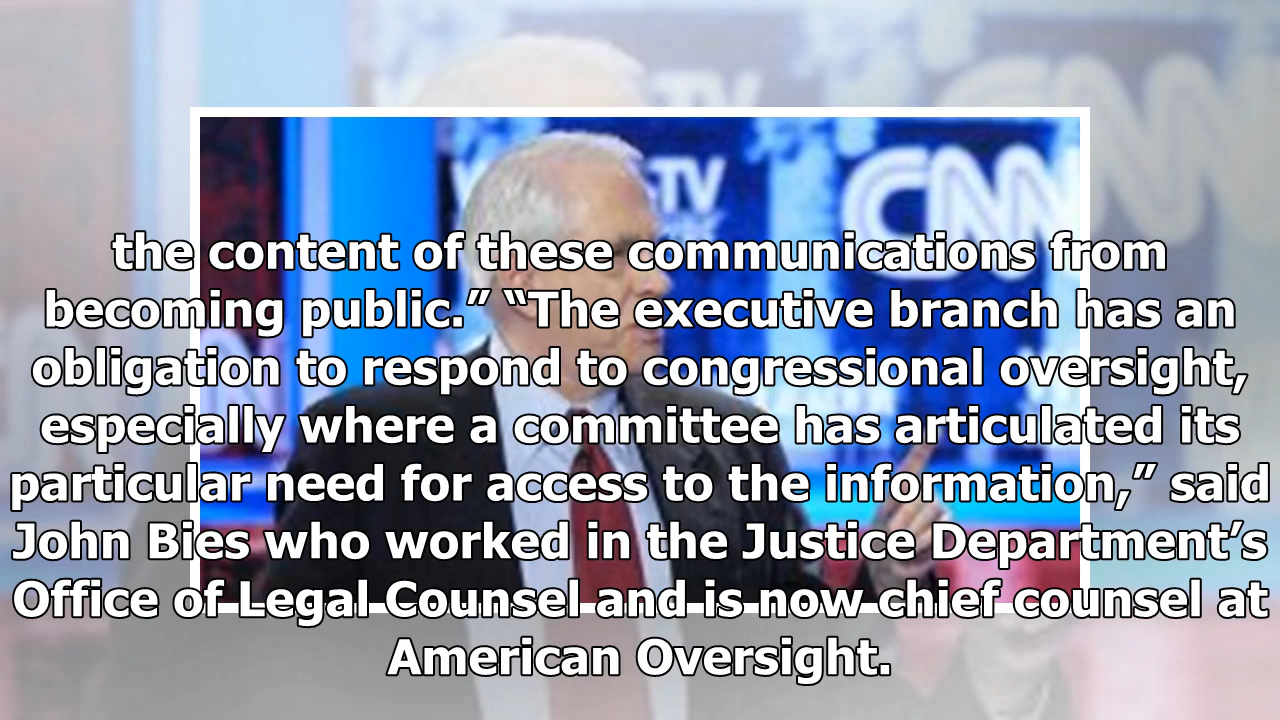 TV
CNN
the content of these communications from
becoming public.” “The executive branch has an
obligation to respond to congressional oversight,
especially where a committee has articulated its
particular need for access to the information,” said
John Bies who worked in the Justice Department’s
Office of Legal Counsel and is now chief counsel at
American Oversight.